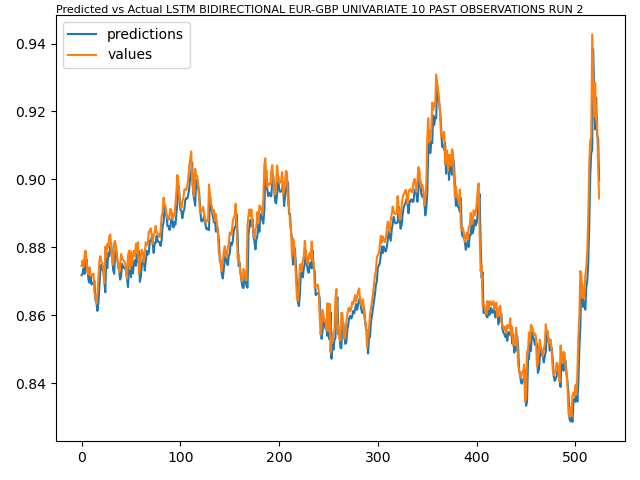 Predicted vs Actual LSTM BIDIRECTIONAL EUR-GBP UNIVARIATE 10 PAST OBSERVATIONS RUN 2
predictions
values
0.94
0.92
0.90
0.88
0.86
0.84
0 100 200 300 400 500